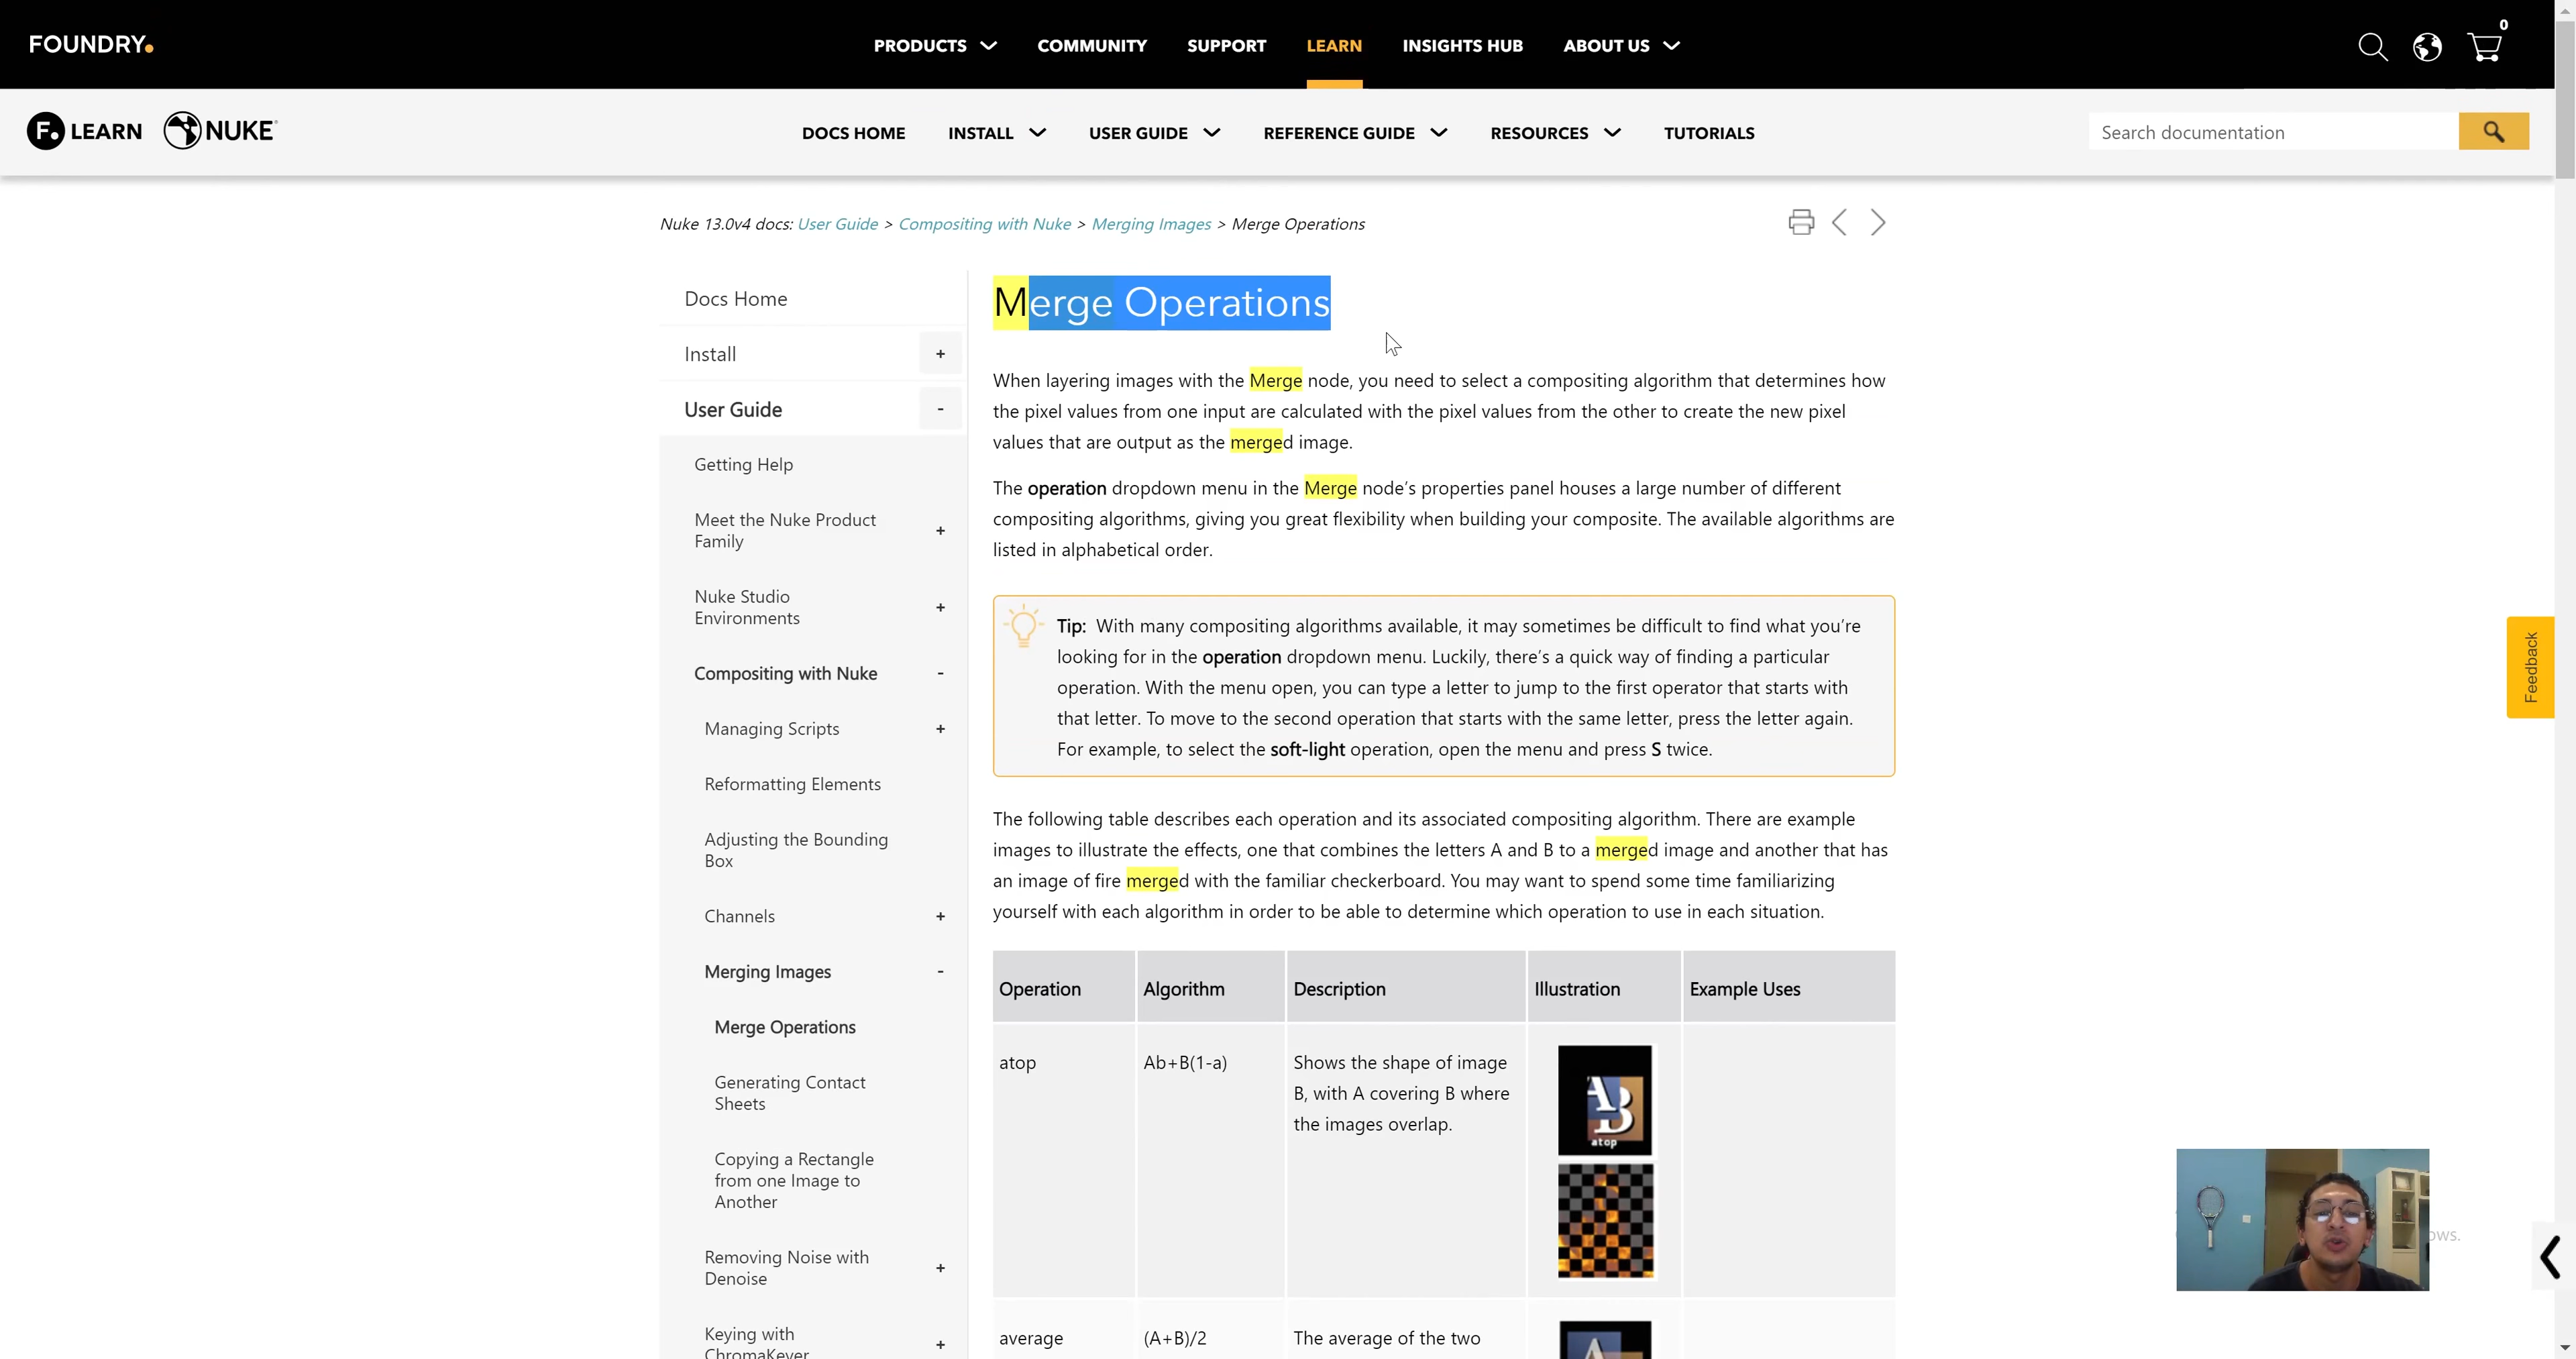 FOUNDRY.
PRODUCTS
COMMUNITY
SUPPORT
LEARN
INSIGHTS HUB
ABOUT US
0
F. LEARN
NUKE
DOCS HOME
INSTALL
USER GUIDE
REFERENCE GUIDE
RESOURCES
TUTORIALS
Search documentation
Nuke 13.0v4 docs: User Guide > Compositing with Nuke > Merging Images > Merge Operations
Docs Home
Install +
User Guide -
Getting Help
Meet the Nuke Product
Family +
Nuke Studio
Environments +
Compositing with Nuke -
Managing Scripts +
Reformatting Elements
Adjusting the Bounding
Box
Channels +
Merging Images -
Merge Operations
Generating Contact
Sheets
Copying a Rectangle
from one Image to
Another
Removing Noise with
Denoise +
Keying with
ChromaKeyer +
Merge Operations
When layering images with the Merge node, you need to select a compositing algorithm that determines how
the pixel values from one input are calculated with the pixel values from the other to create the new pixel
values that are output as the merged image.
The operation dropdown menu in the Merge node's properties panel houses a large number of different
compositing algorithms, giving you great flexibility when building your composite. The available algorithms are
listed in alphabetical order.
Tip: With many compositing algorithms available, it may sometimes be difficult to find what you're
looking for in the operation dropdown menu. Luckily, there's a quick way of finding a particular
operation. With the menu open, you can type a letter to jump to the first operator that starts with
that letter. To move to the second operation that starts with the same letter, press the letter again.
For example, to select the soft-light operation, open the menu and press S twice.
The following table describes each operation and its associated compositing algorithm. There are example
images to illustrate the effects, one that combines the letters A and B to a merged image and another that has
an image of fire merged with the familiar checkerboard. You may want to spend some time familiarizing
yourself with each algorithm in order to be able to determine which operation to use in each situation.
Operation Algorithm Description Illustration Example Uses
atop Ab+B(1-a) Shows the shape of image
B, with A covering B where
the images overlap.
AB
atop
average (A+B)/2 The average of the two
A
Feedback
ows.